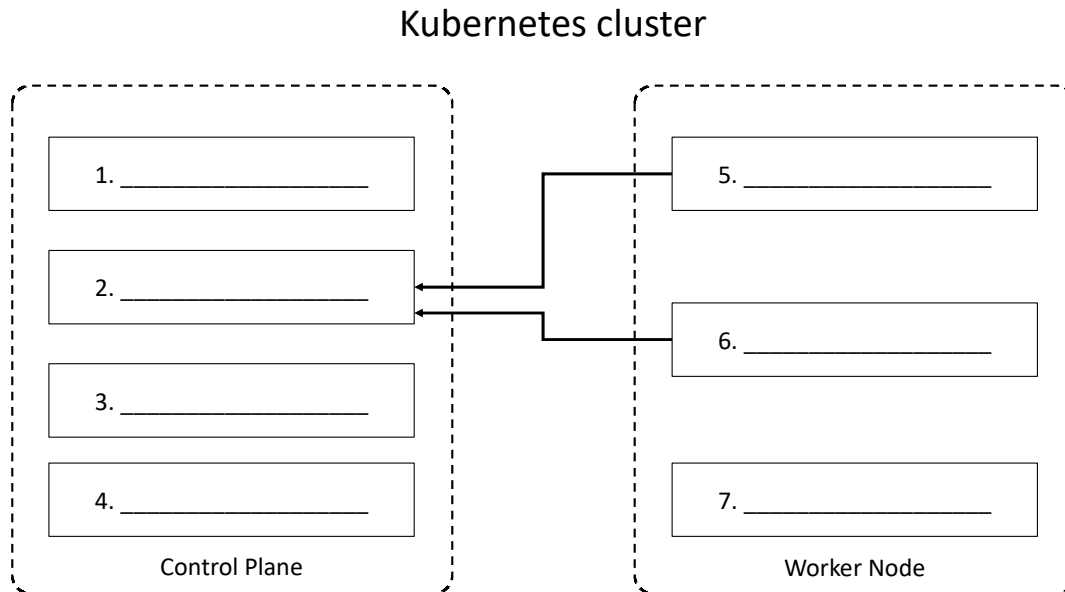 Kubernetes cluster
1. ____________________
2. ____________________
3. ____________________
4. ____________________
Control Plane
5. ____________________
6. ____________________
7. ____________________
Worker Node